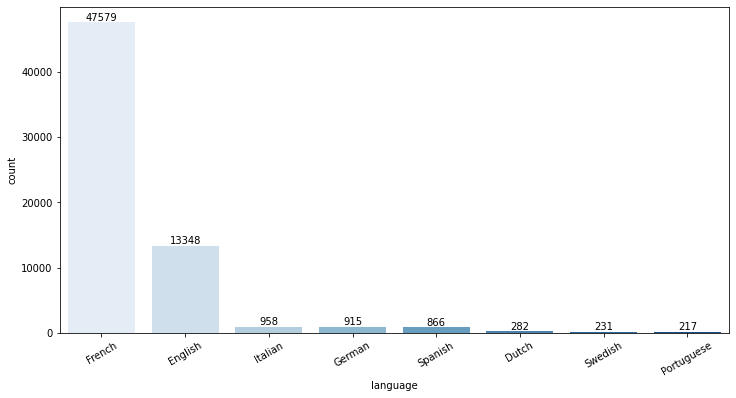 47579
40000
30000
20000
10000
0
count
13348
958
915
866
282
231
217
French
English
Italian
German
Spanish
Dutch
Swedish
Portuguese
language